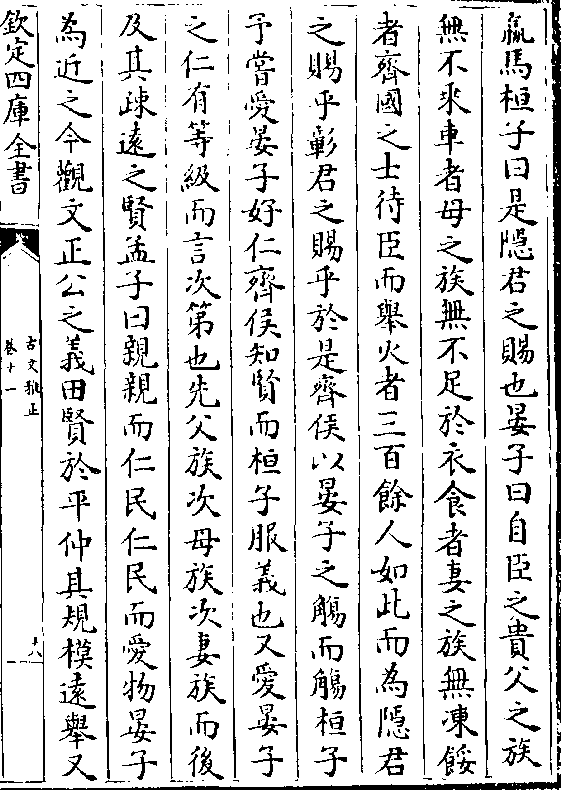 羸馬桓子曰是隱君之賜也晏子曰自臣之貴父之族
無不乗車者母之族無不足於衣食者妻之族無凍餒
者齊國之士待臣而舉火者三百餘人如此而為隱君
之賜乎彰君之賜乎於是齊侯以晏子之觴而觴桓子
予嘗愛晏子好仁齊侯知賢而桓子服義也又愛晏子
之仁有等級而言次第也先父族次母族次妻族而後
及其疎遠之賢孟子曰親親而仁民仁民而愛物晏子
為近之今觀文正公之義田賢於平仲其規模遠舉又
欽定四庫全書
古文雅正
卷十一
十八